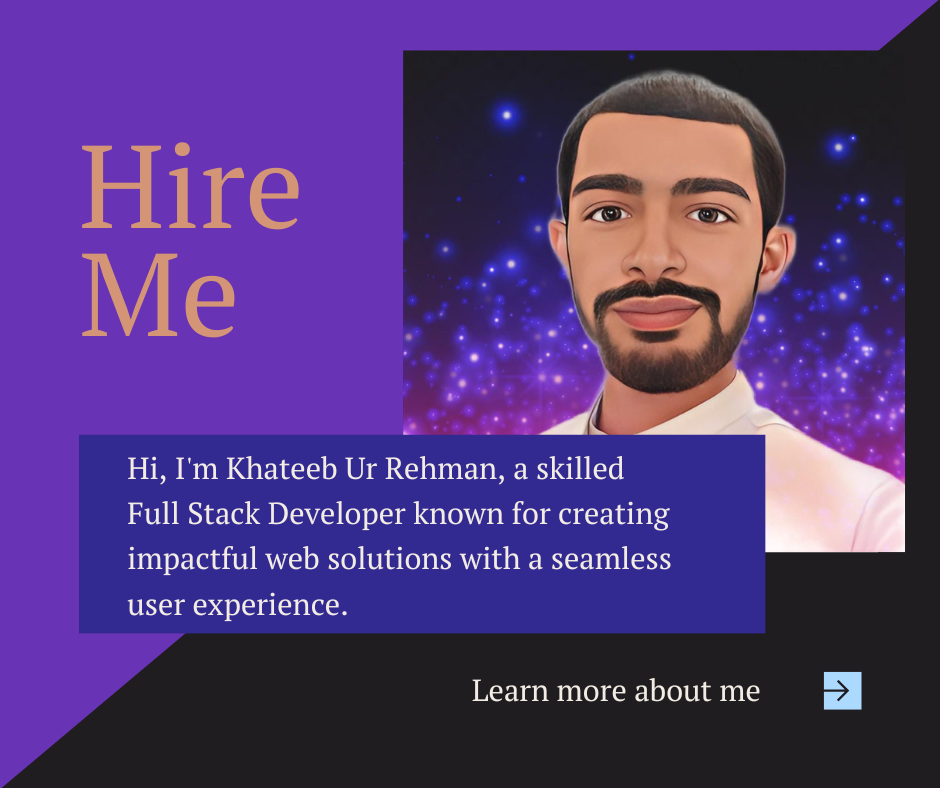 Hire
Me
Hi, I'm Khateeb Ur Rehman, a skilled
Full Stack Developer known for creating
impactful web solutions with a seamless
user experience.
Learn more about me